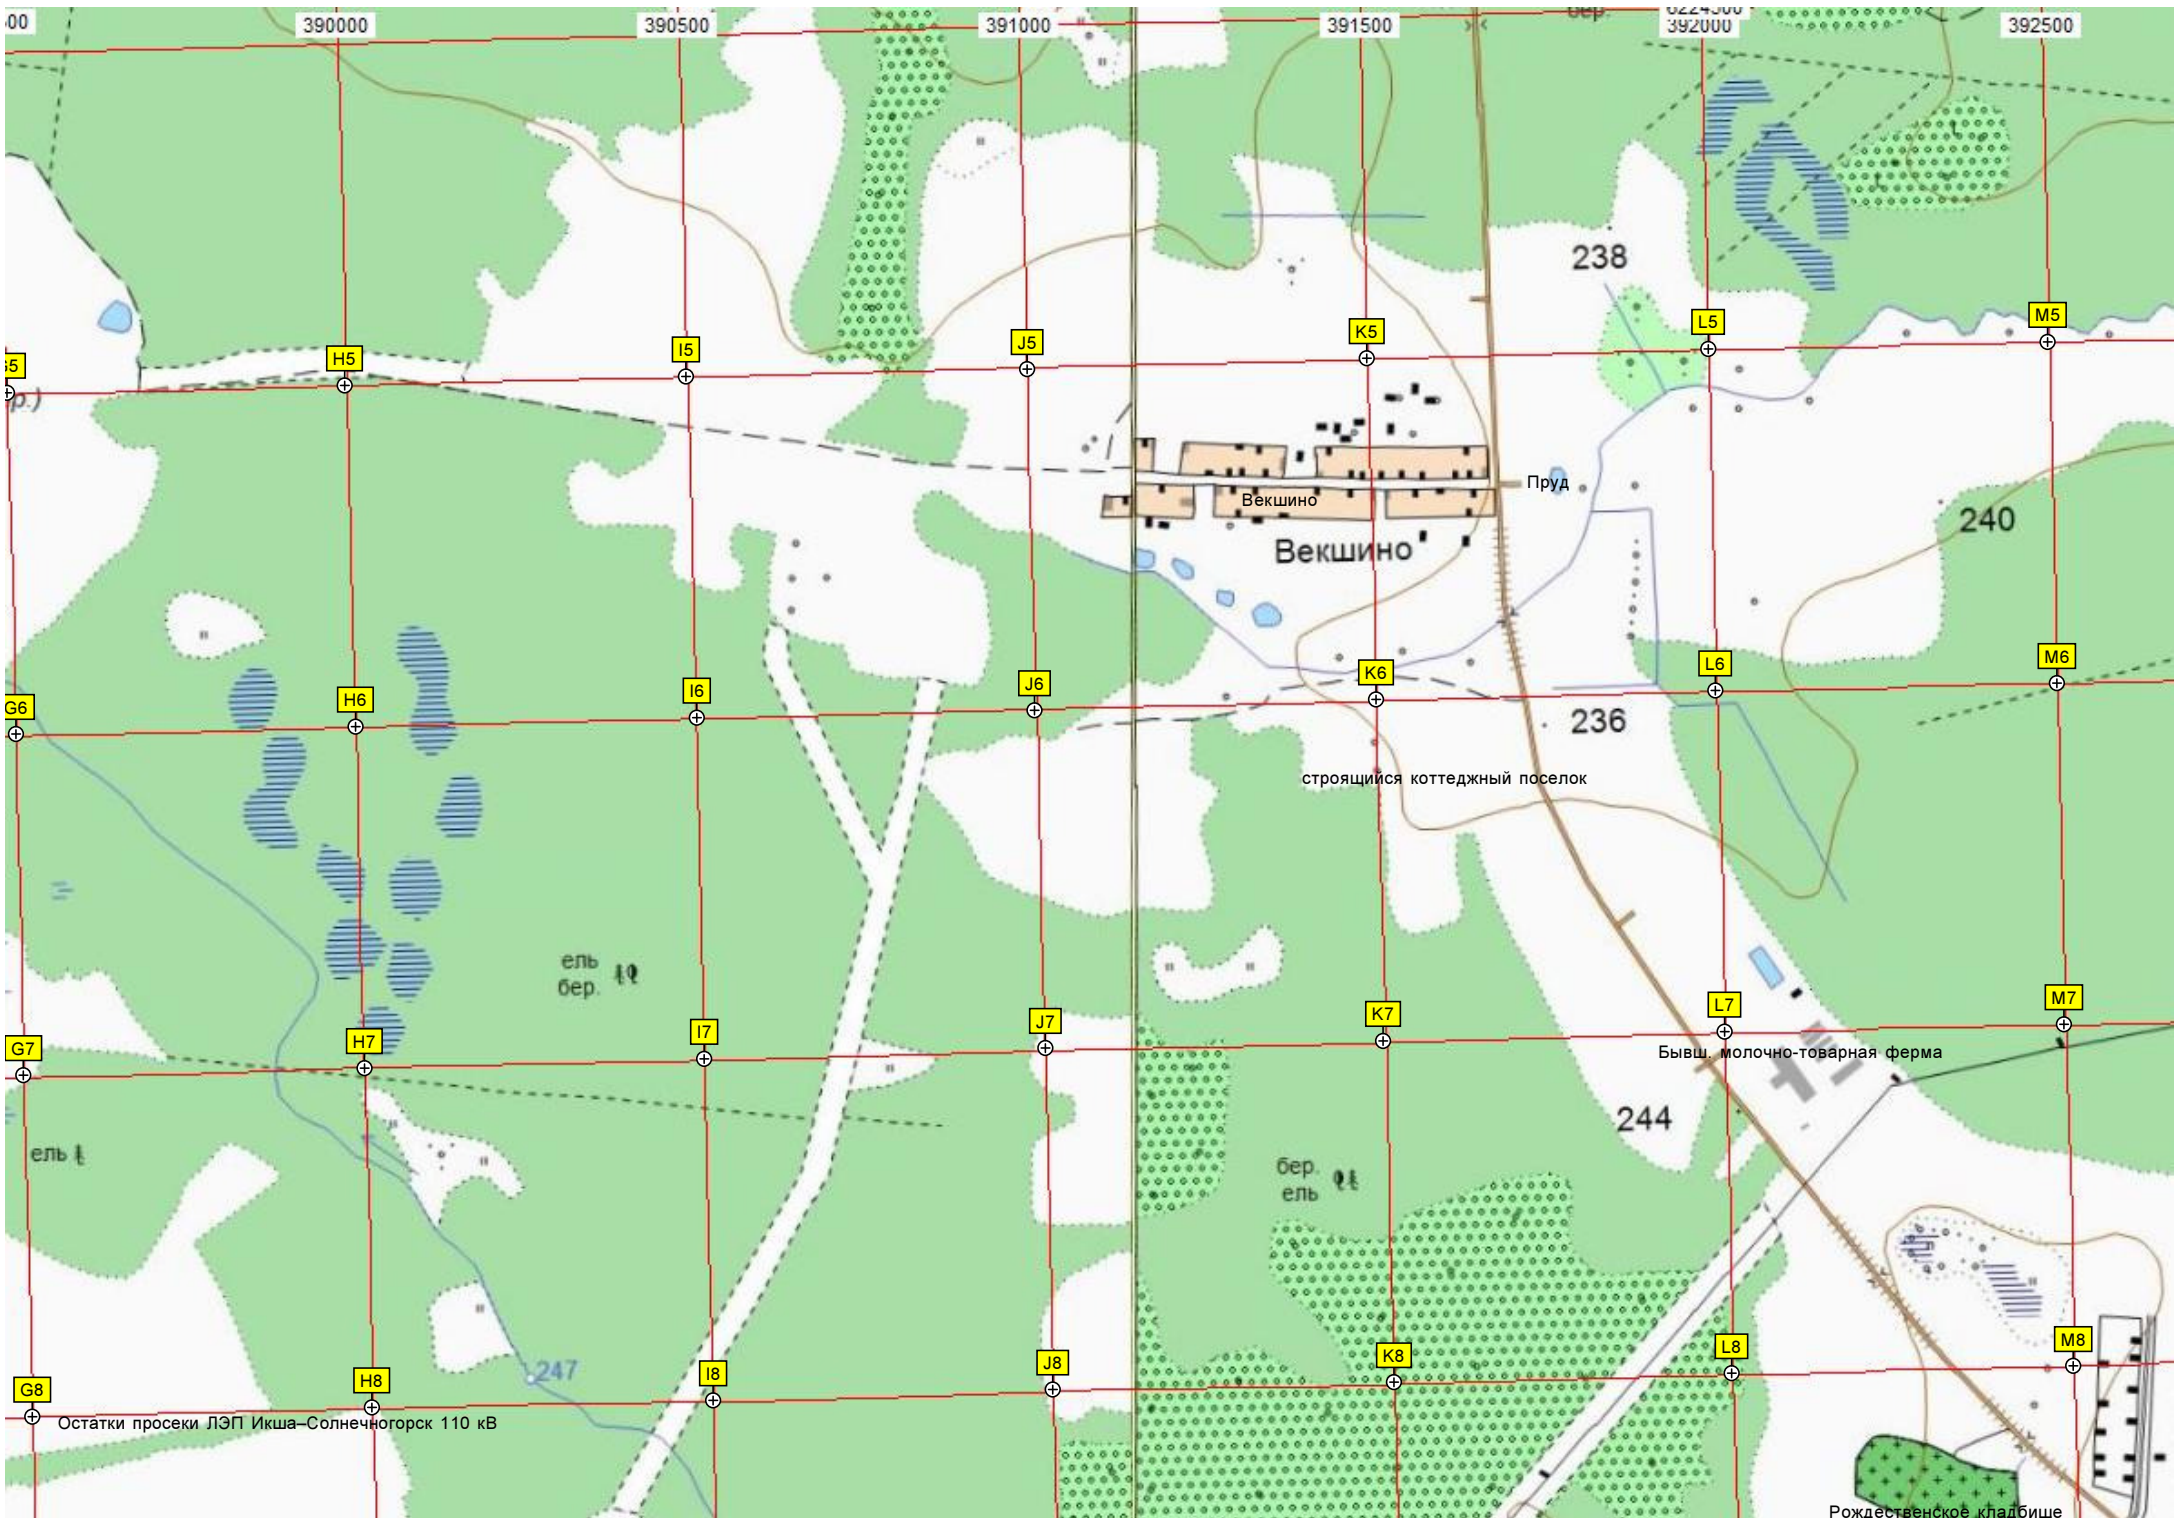 390000
390500
391000
391500
392000
392500
бер.
238
H5
I5
J5
K5
L5
M5
р.)
Пруд
Векшино
Векшино
240
G6
H6
I6
J6
K6
L6
M6
236
строящийся коттеджный поселок
ель
бер.
G7
H7
I7
J7
K7
L7
M7
Бывш. молочно-товарная ферма
244
ель
бер.
ель
247
G8
H8
I8
J8
K8
L8
M8
Остатки просеки ЛЭП Икша–Солнечногорск 110 кВ
Рождественское кладбище